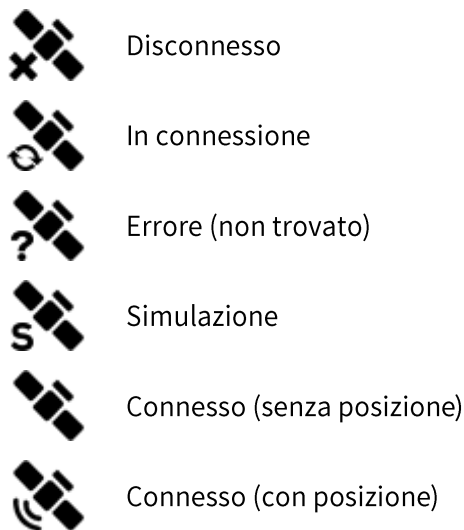 Disconnesso
In connessione
? Errore (non trovato)
S Simulazione
Connesso (senza posizione)
Connesso (con posizione)